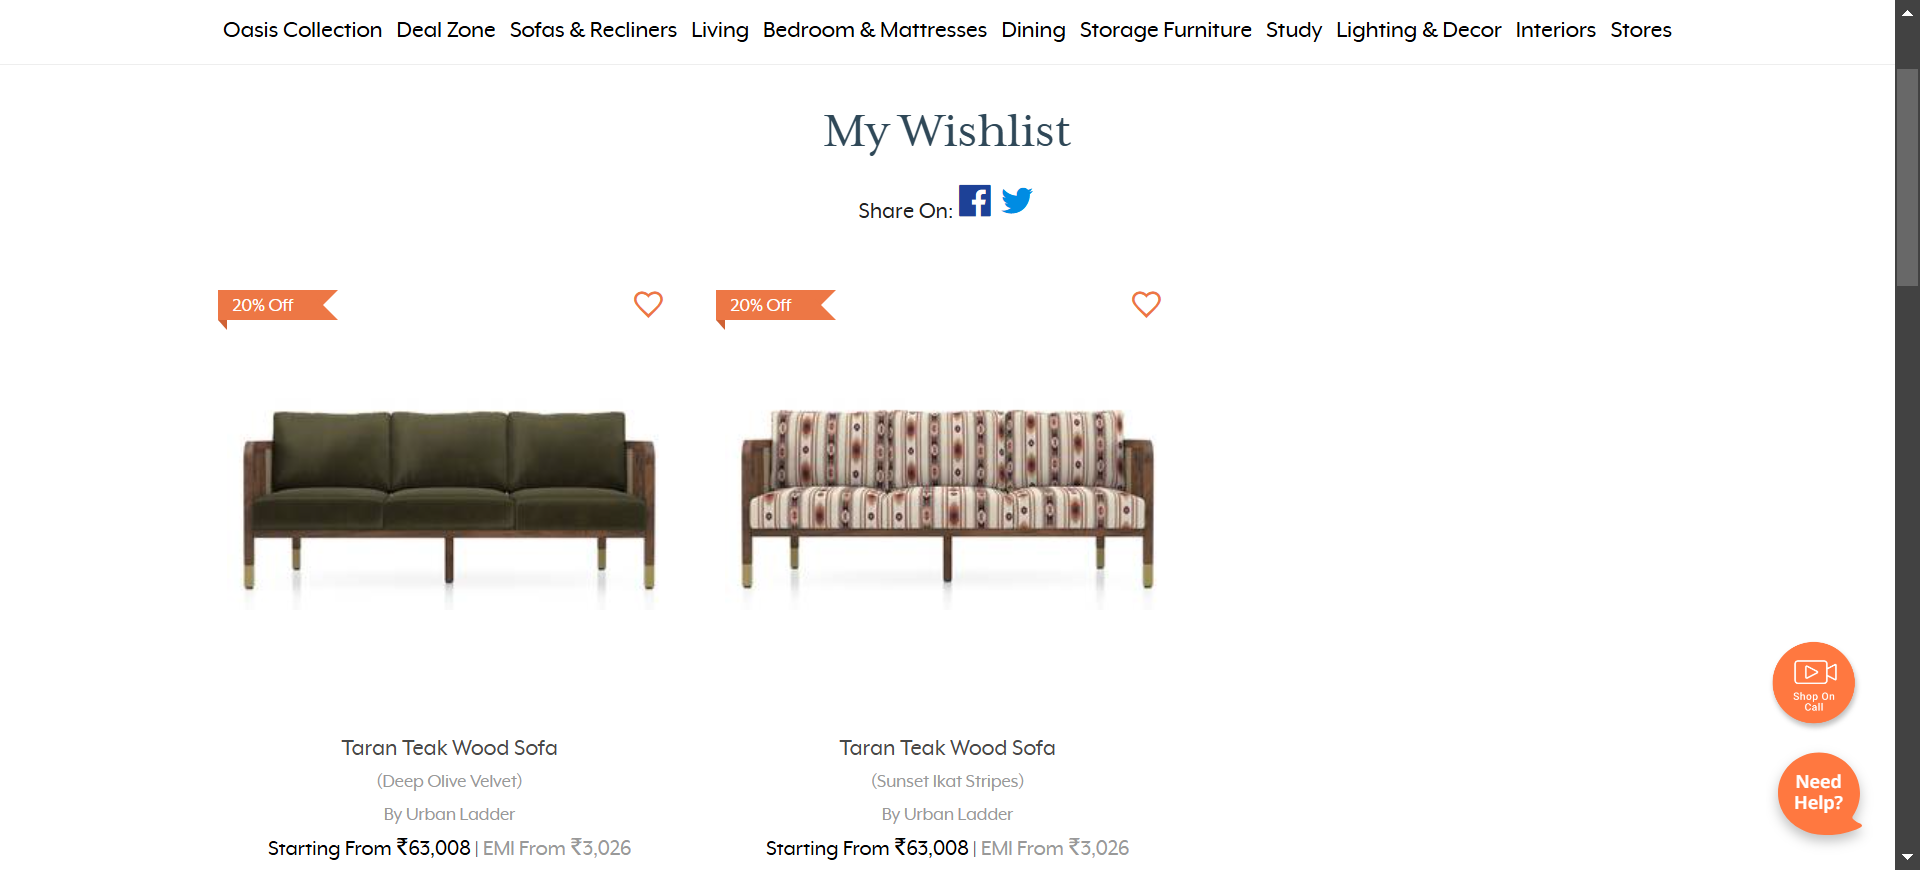 Oasis Collection Deal Zone Sofas & Recliners Living Bedroom & Mattresses Dining Storage Furniture Study Lighting & Decor Interiors Stores
My Wishlist
Share On:
20% Off
20% Off
Taran Teak Wood Sofa
(Deep Olive Velvet)
By Urban Ladder
Starting From ₹63,008 | EMI From ₹3,026
Taran Teak Wood Sofa
(Sunset Ikat Stripes)
By Urban Ladder
Starting From ₹63,008 | EMI From ₹3,026
Shop On
Call
Need
Help?